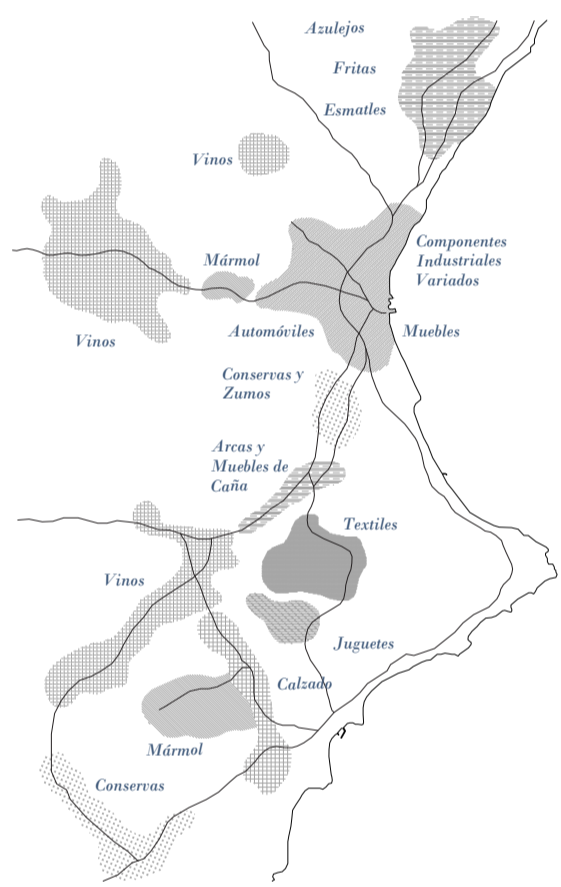 Azulejos
Fritas
Esmatles
Vinos
Componentes
Industriales
Variados
Mármol
Automóviles
Muebles
Vinos
Conservas y
Zumos
Arcas y
Muebles de
Caña
Textiles
Vinos
Juguetes
Calzado
Mármol
Conservas